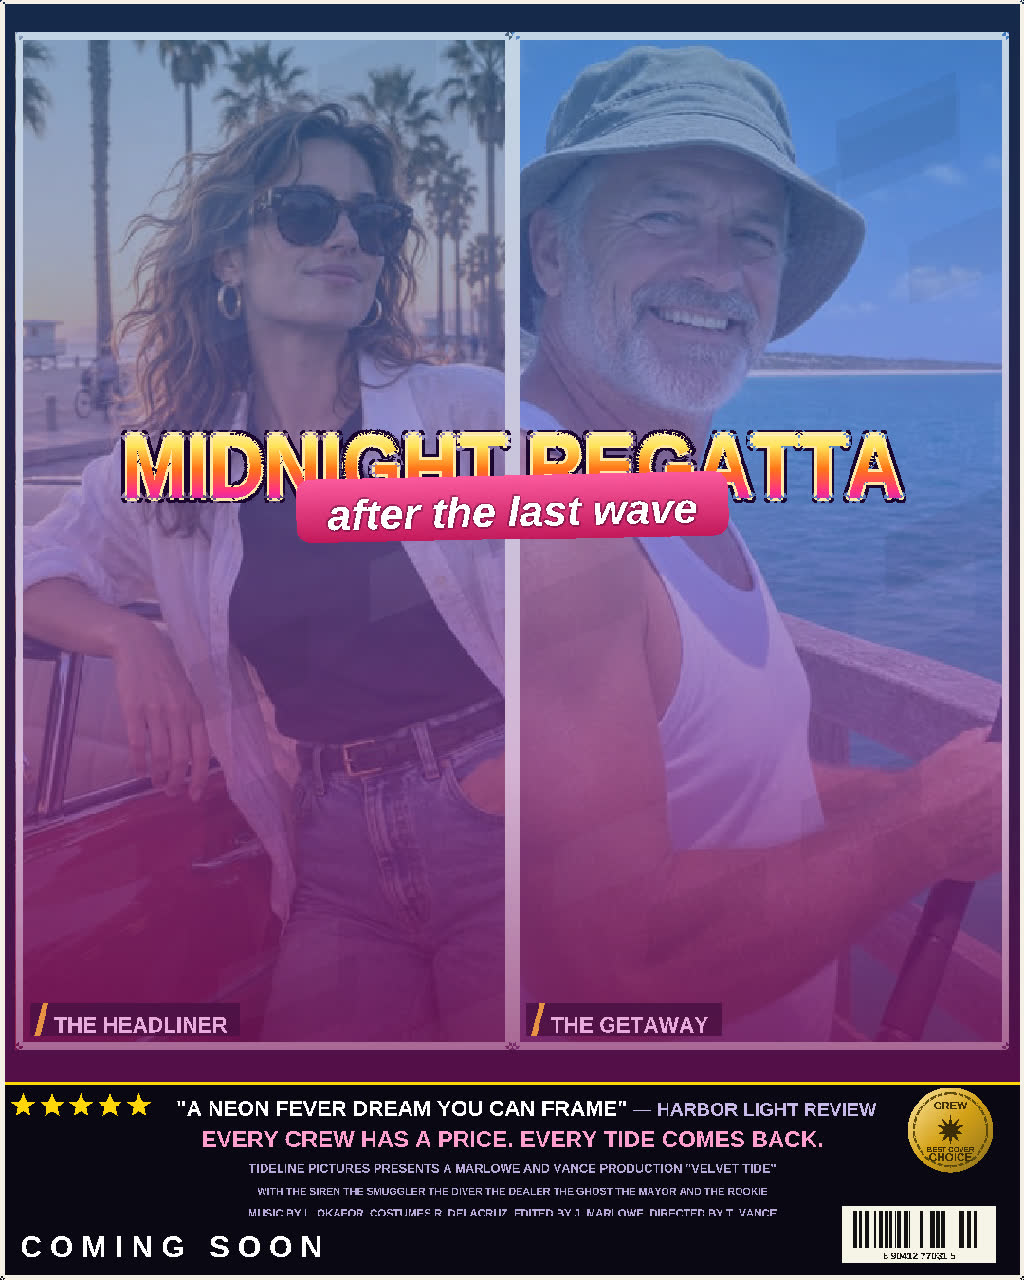 MIDNIGHT REGATTA
after the last wave
THE HEADLINER
THE GETAWAY
★★★★★ "A NEON FEVER DREAM YOU CAN FRAME" — HARBOR LIGHT REVIEW
EVERY CREW HAS A PRICE. EVERY TIDE COMES BACK.
TIDELINE PICTURES PRESENTS A MARLOWE AND VANCE PRODUCTION "VELVET TIDE"
WITH THE SIREN THE SMUGGLER THE DIVER THE DEALER THE GHOST THE MAYOR AND THE ROOKIE
MUSIC BY L. OKAFOR COSTUMES R. DELACRUZ EDITED BY J. MARLOWE DIRECTED BY T. VANCE
CREW
BEST COVER
CHOICE
COMING SOON